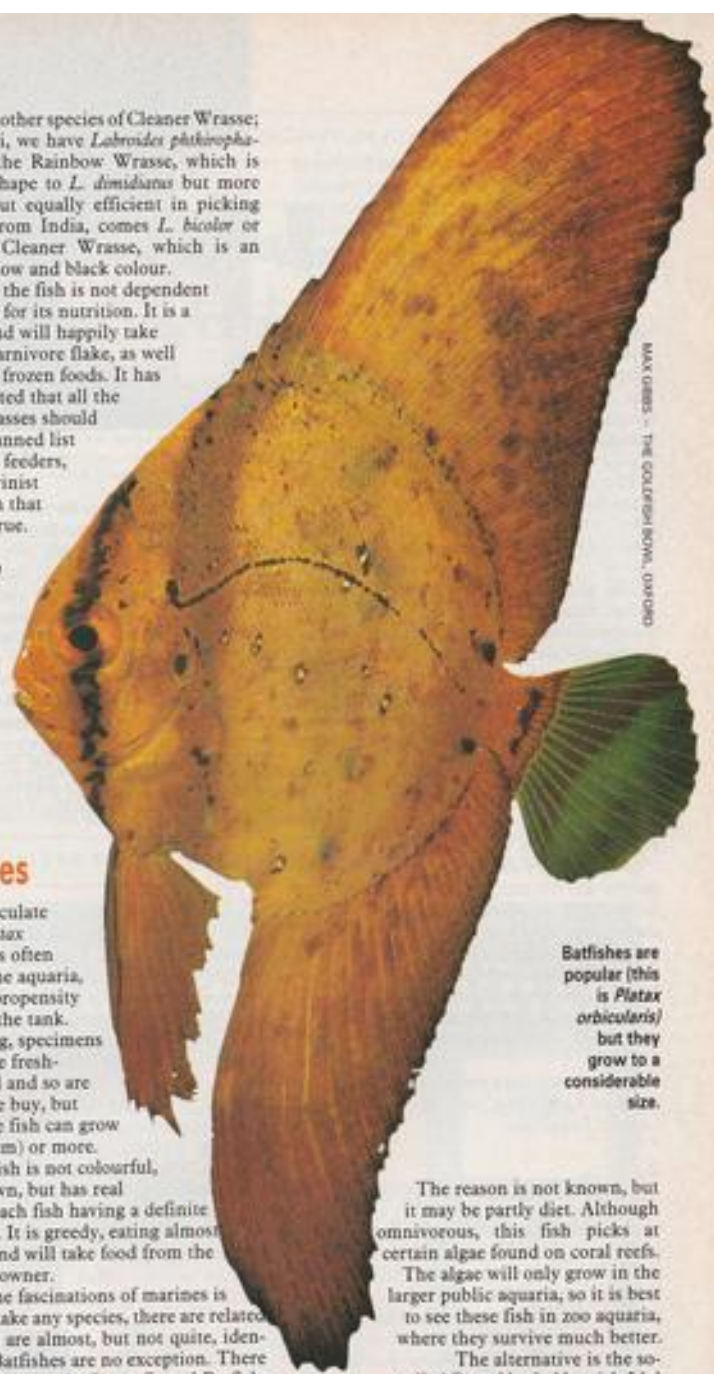 other species of Cleaner Wrasse;
i, we have Labroides phthiropha-
the Rainbow Wrasse, which is
hape to L. dimidiatus but more
ut equally efficient in picking
rom India, comes L. bicolor or
Cleaner Wrasse, which is an
ow and black colour.
the fish is not dependent
for its nutrition. It is a
nd will happily take
arnivore flake, as well
frozen foods. It has
ted that all the
asses should
anned list
feeders,
rinist
that
rue.
es
culate
tax
s often
ne aquaria,
propensity
the tank.
g, specimens
e fresh-
l and so are
e buy, but
e fish can grow
m) or more.
ish is not colourful,
wn, but has real
ach fish having a definite
. It is greedy, eating almost
nd will take food from the
owner.
ne fascinations of marines is
ake any species, there are related
are almost, but not quite, iden-
Batfishes are no exception. There
MAX GIBBS – THE GOLDFISH BOWL, OXFORD
Batfishes are
popular (this
is Platax
orbicularis)
but they
grow to a
considerable
size.
The reason is not known, but
it may be partly diet. Although
omnivorous, this fish picks at
certain algae found on coral reefs.
The algae will only grow in the
larger public aquaria, so it is best
to see these fish in zoo aquaria,
where they survive much better.
The alternative is the so-